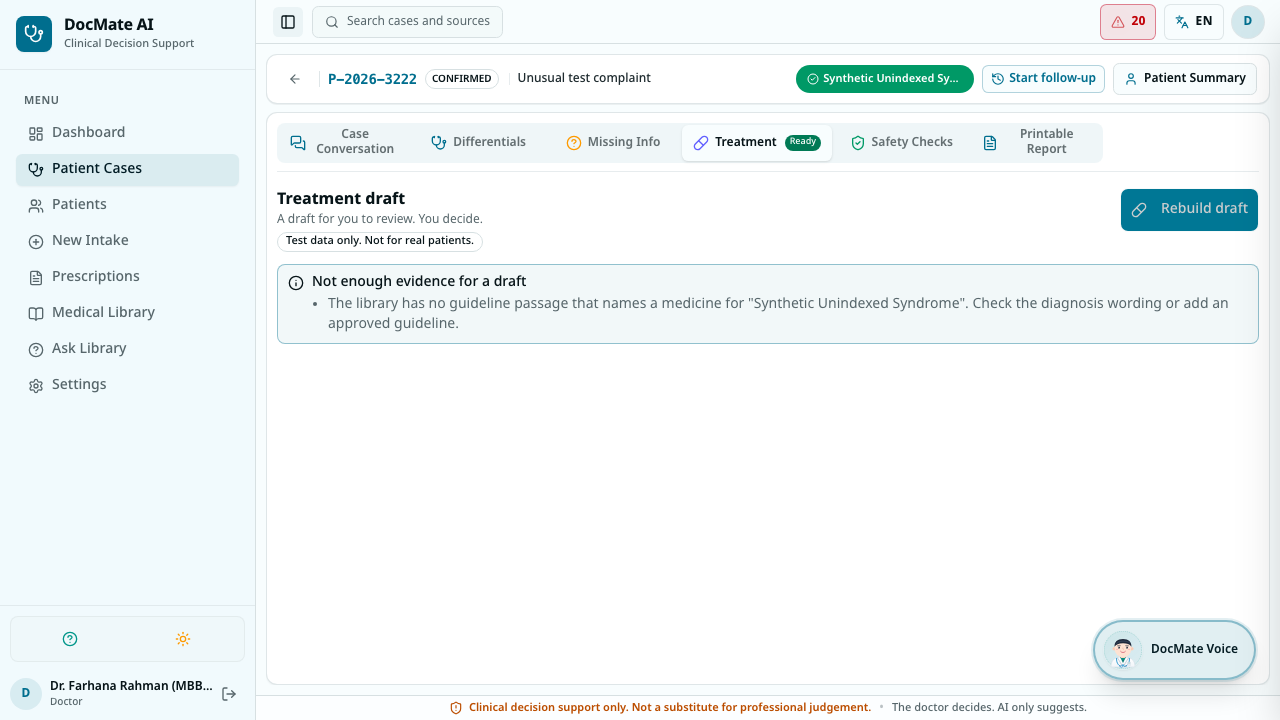 DocMate AI
Clinical Decision Support
MENU
Dashboard
Patient Cases
Patients
New Intake
Prescriptions
Medical Library
Ask Library
Settings
D
Dr. Farhana Rahman (MBB...
Doctor
Search cases and sources
20
EN
D
P-2026-3222
CONFIRMED
Unusual test complaint
Synthetic Unindexed Sy...
Start follow-up
Patient Summary
Case
Conversation
Differentials
Missing Info
Treatment
Ready
Safety Checks
Printable
Report
Treatment draft
A draft for you to review. You decide.
Test data only. Not for real patients.
Rebuild draft
Not enough evidence for a draft
• The library has no guideline passage that names a medicine for "Synthetic Unindexed Syndrome". Check the diagnosis wording or add an
approved guideline.
DocMate Voice
Clinical decision support only. Not a substitute for professional judgement. • The doctor decides. AI only suggests.